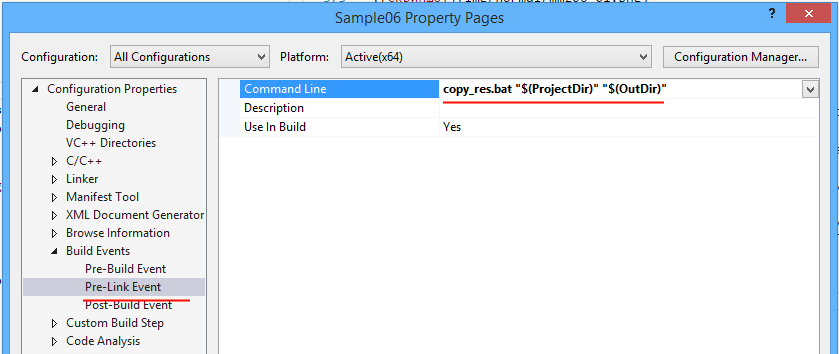 Sample06 Property Pages
? ×
Configuration: All Configurations Platform: Active(x64) Configuration Manager...
Configuration Properties
General
Debugging
VC++ Directories
C/C++
Linker
Manifest Tool
XML Document Generator
Browse Information
Build Events
Pre-Build Event
Pre-Link Event
Post-Build Event
Custom Build Step
Code Analysis
Command Line copy_res.bat "$(ProjectDir)" "$(OutDir)"
Description
Use In Build Yes